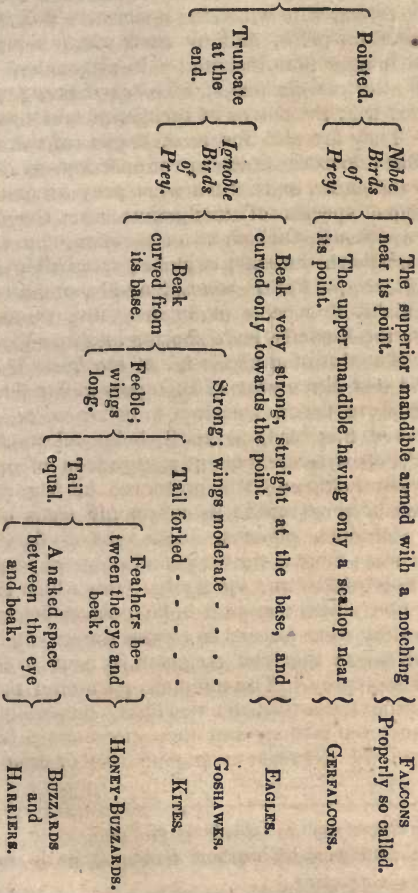 Pointed.
Noble
Birds
of
Prey.
The superior mandible armed with a notching
near its point.
FALCONS
Properly so called.
The upper mandible having only a scallop near
its point.
GERFALCONS.
Truncate
at the
end.
Ignoble
Birds
of
Prey.
Beak very strong, straight at the base, and
curved only towards the point.
EAGLES.
Beak
curved from
its base.
Strong; wings moderate - - - -
GOSHAWKS.
Feeble;
wings
long.
Tail forked - - - - -
KITES.
Tail
equal.
Feathers be-
tween the eye and
beak.
HONEY-BUZZARDS.
A naked space
between the eye
and beak.
BUZZARDS
and
HARRIERS.